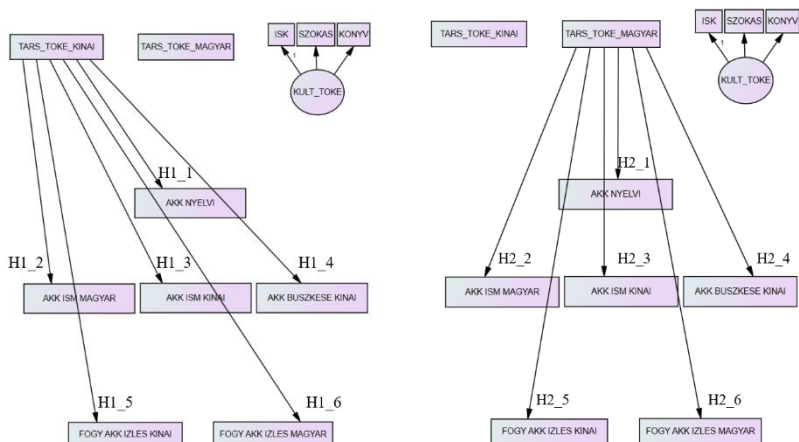 ISK SZOKAS KONYV
TARS_TOKE_KINAI TARS_TOKE_MAGYAR
1
KULT_TOKE
H1_1
AKK NYELVI
H1_2 H1_3 H1_4
AKK ISM MAGYAR AKK ISM KINAI AKK BUSZKESE KINAI
H1_5 H1_6
FOGY AKK IZLES KINAI FOGY AKK IZLES MAGYAR
ISK SZOKAS KONYV
TARS_TOKE_KINAI TARS_TOKE_MAGYAR
1
KULT_TOKE
H2_1
AKK NYELVI
H2_2 H2_3 H2_4
AKK ISM MAGYAR AKK ISM KINAI AKK BUSZKESE KINAI
H2_5 H2_6
FOGY AKK IZLES KINAI FOGY AKK IZLES MAGYAR